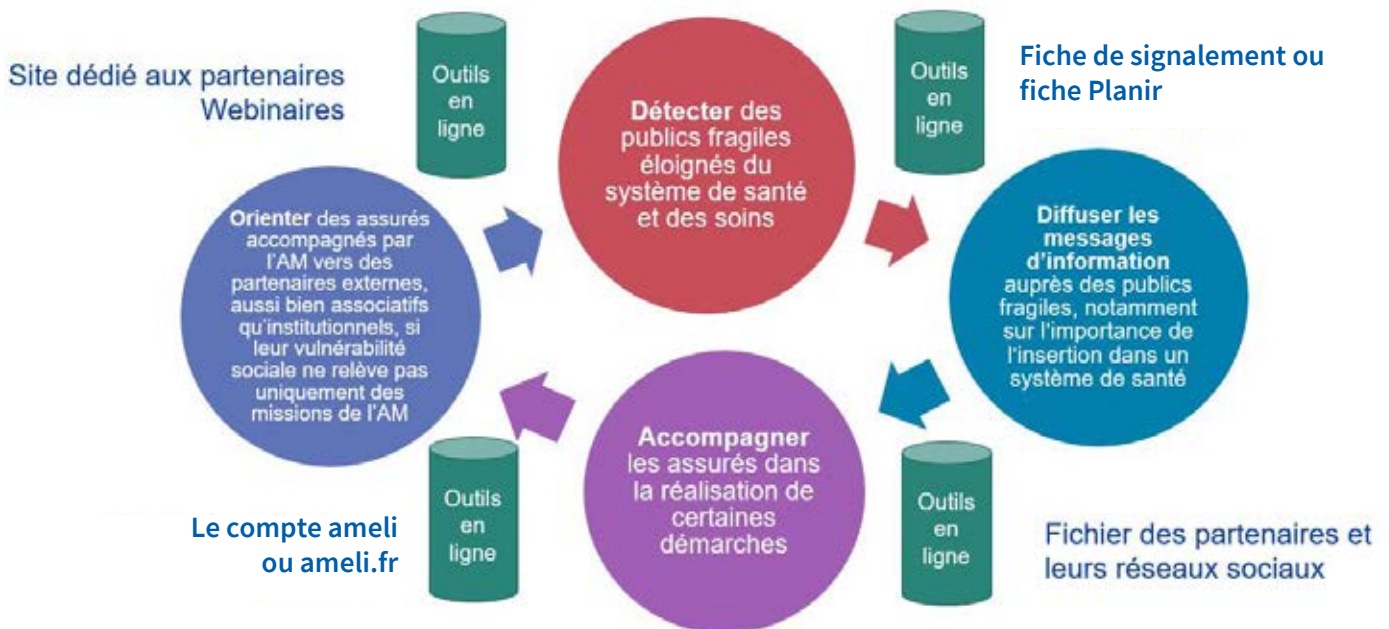 Site dédié aux partenaires
Webinaires
Outils
en
ligne
Détecter des
publics fragiles
éloignés du
système de santé
et des soins
Outils
en
ligne
Fiche de signalement ou
fiche Planir
Orienter des assurés
accompagnés par
l'AM vers des
partenaires externes,
aussi bien associatifs
qu'institutionnels, si
leur vulnérabilité
sociale ne relève pas
uniquement des
missions de l'AM
Diffuser les
messages
d'information
auprès des publics
fragiles, notamment
sur l'importance de
l'insertion dans un
système de santé
Accompagner
les assurés dans
la réalisation de
certaines
démarches
Le compte ameli
ou ameli.fr
Outils
en
ligne
Outils
en
ligne
Fichier des partenaires et
leurs réseaux sociaux